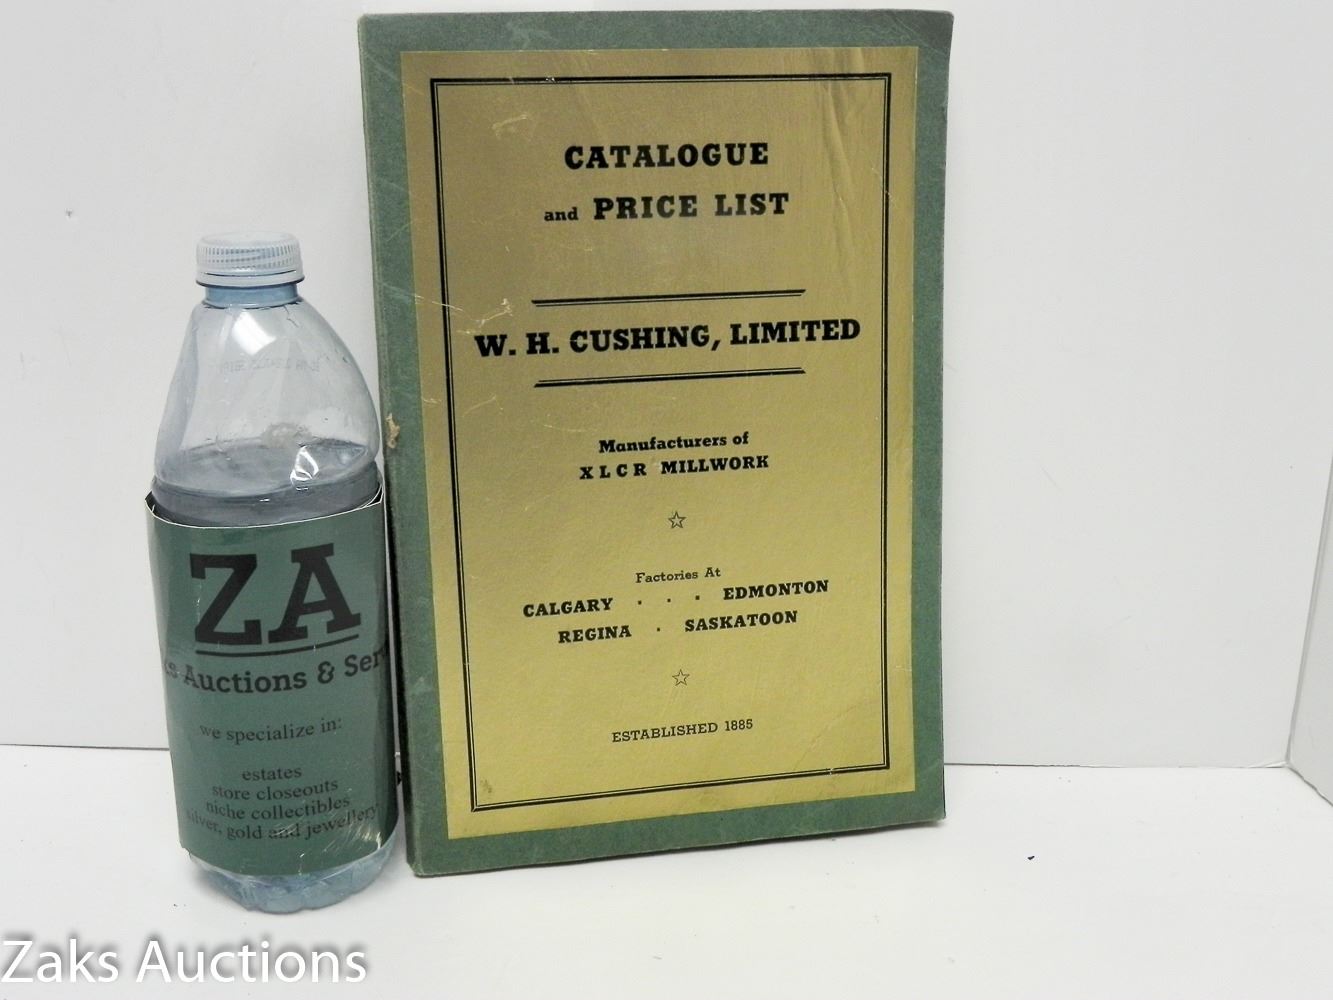 CATALOGUE
and PRICE LIST
W. H. CUSHING, LIMITED
Manufacturers of
XLCR MILLWORK
Factories At
CALGARY . . . EDMONTON
REGINA . SASKATOON
ESTABLISHED 1885
ZA
Auctions &
we specialize in:
estates
store closeouts
niche collectibles
silver, gold and jewellery
Zaks Auctions